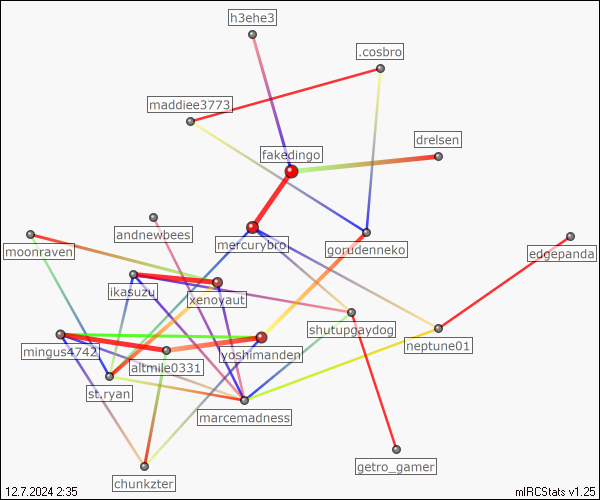 h3ehe3
.cosbro
maddiee3773
drelsen
fakedingo
andnewbees
moonraven
mercurybro
gorudenneko
edgepanda
ikasuzu
xenoyaut
shutupgaydog
neptune01
mingus4742
yoshimanden
altmile0331
st.ryan
marcemadness
getro_gamer
chunkzter
12.7.2024 2:35
mIRCStats v1.25